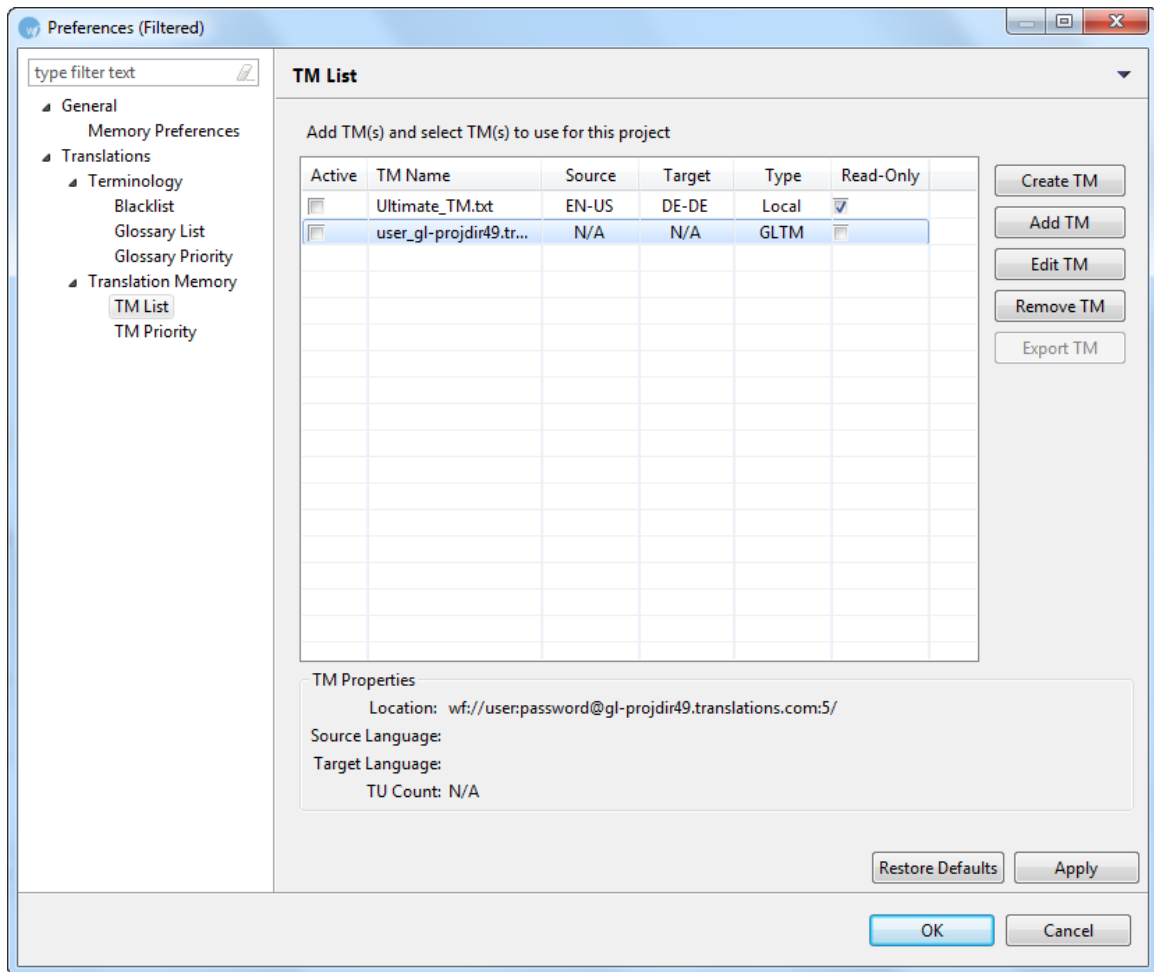 Preferences (Filtered)
type filter text
General
Memory Preferences
Translations
Terminology
Blacklist
Glossary List
Glossary Priority
Translation Memory
TM List
TM Priority
TM List
Add TM(s) and select TM(s) to use for this project
Active TM Name Source Target Type Read-Only
Ultimate_TM.txt EN-US DE-DE Local
user_gl-projdir49.tr... N/A N/A GLTM
Create TM
Add TM
Edit TM
Remove TM
Export TM
TM Properties
Location: wf://user:password@gl-projdir49.translations.com:5/
Source Language:
Target Language:
TU Count: N/A
Restore Defaults Apply
OK Cancel